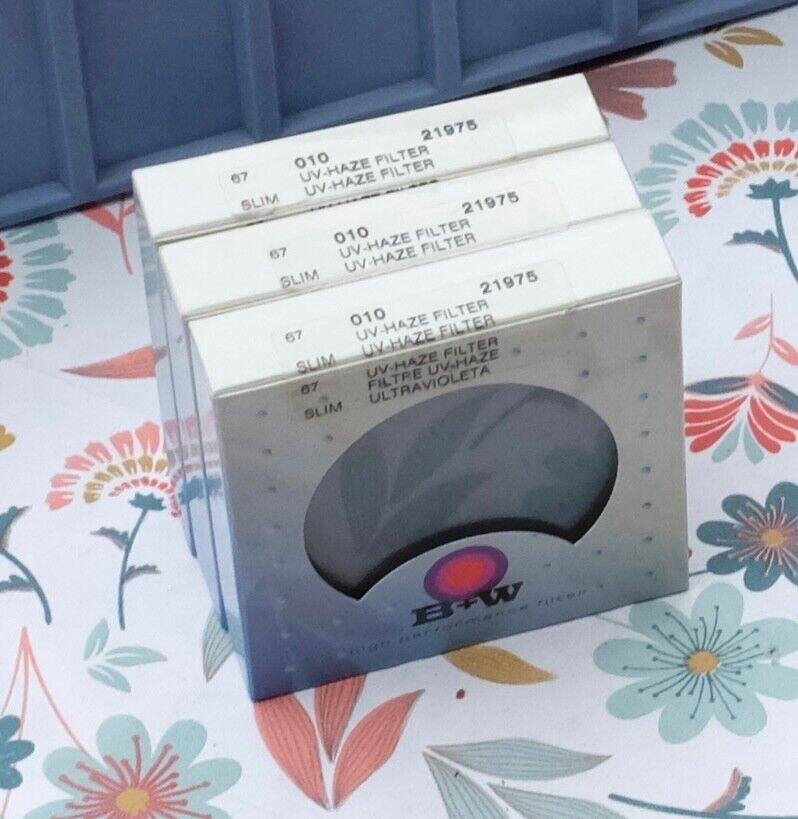 67 010 21975
UV-HAZE FILTER
SLIM UV-HAZE FILTER
67 010 21975
UV-HAZE FILTER
SLIM UV-HAZE FILTER
67 010 21975
UV-HAZE FILTER
SLIM UV-HAZE FILTER
UV-HAZE FILTER
67 FILTRE UV-HAZE
SLIM ULTRAVIOLETA
B+W
high performance filter